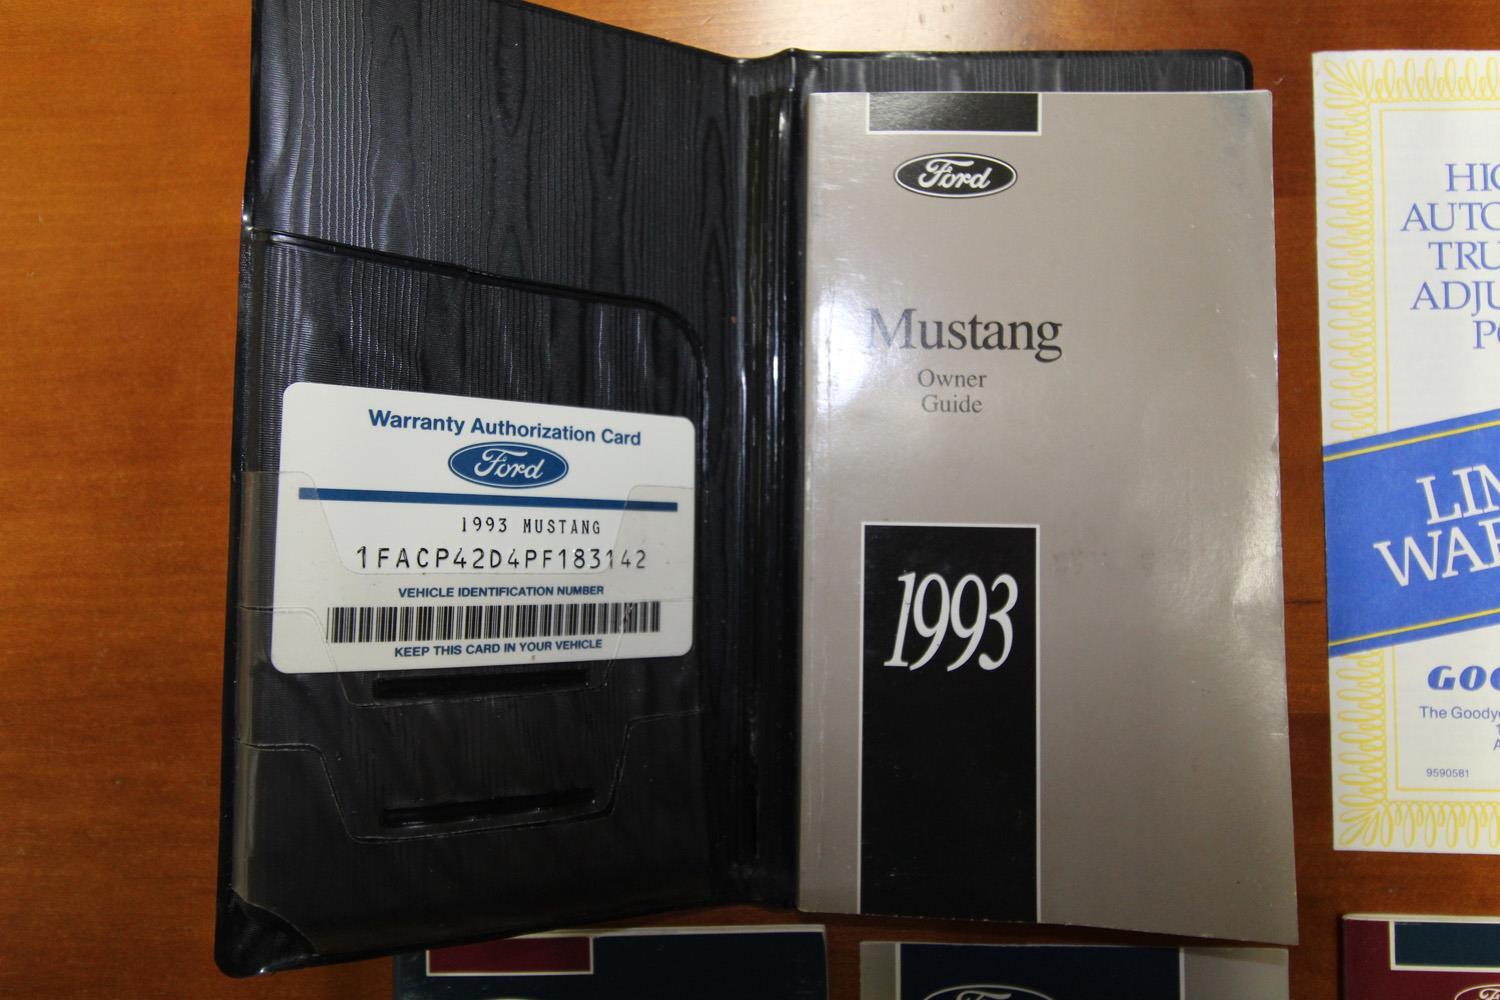 Warranty Authorization Card
Ford
1993 MUSTANG
1FACP42D4PF183142
VEHICLE IDENTIFICATION NUMBER
KEEP THIS CARD IN YOUR VEHICLE
Ford
Mustang
Owner
Guide
1993
The
9590581